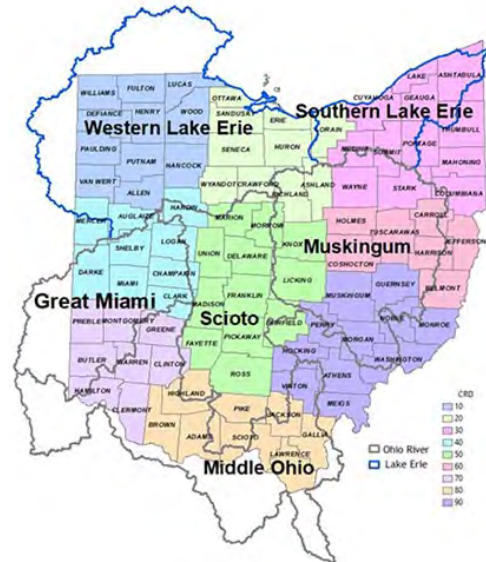 LAKE
ASHTABULA
WILLIAMS
FULTON
LUCAS
OTTAWA
CUYAHOGA
GEAUGA
DEFIANCE
HENRY
WOOD
SANDUSK
ERIE
Southern Lake Erie
Western Lake Erie
LORAIN
TRUMBULL
PAULDING
SENECA
HURON
SUMMIT
PORTAGE
PUTNAM
HANCOCK
MAHONING
VAN WERT
WYANDOT
CRAWFORD
RICHLAND
ASHLAND
WAYNE
STARK
COLUMBIANA
ALLEN
HARDIN
MERCER
AUGLAIZE
MARION
MORROW
HOLMES
CARROLL
LOGAN
TUSCARAWAS
JEFFERSON
SHELBY
UNION
DELAWARE
KNOX
Muskingum
COSHOCTON
HARRISON
DARKE
MIAMI
CHAMPAIGN
LICKING
GUERNSEY
BELMONT
Great Miami
CLARK
MADISON
FRANKLIN
MUSKINGUM
Scioto
PREBLE
MONTGOMERY
GREENE
FAIRFIELD
PERRY
NOBLE
MONROE
FAYETTE
PICKAWAY
MORGAN
BUTLER
WARREN
CLINTON
HOCKING
WASHINGTON
ROSS
ATHENS
HAMILTON
VINTON
CLERMONT
HIGHLAND
MEIGS
PIKE
JACKSON
BROWN
ADAMS
SCIOTO
GALLIA
LAWRENCE
Middle Ohio
CRD
10
20
30
40
50
60
70
80
90
Ohio River
Lake Erie